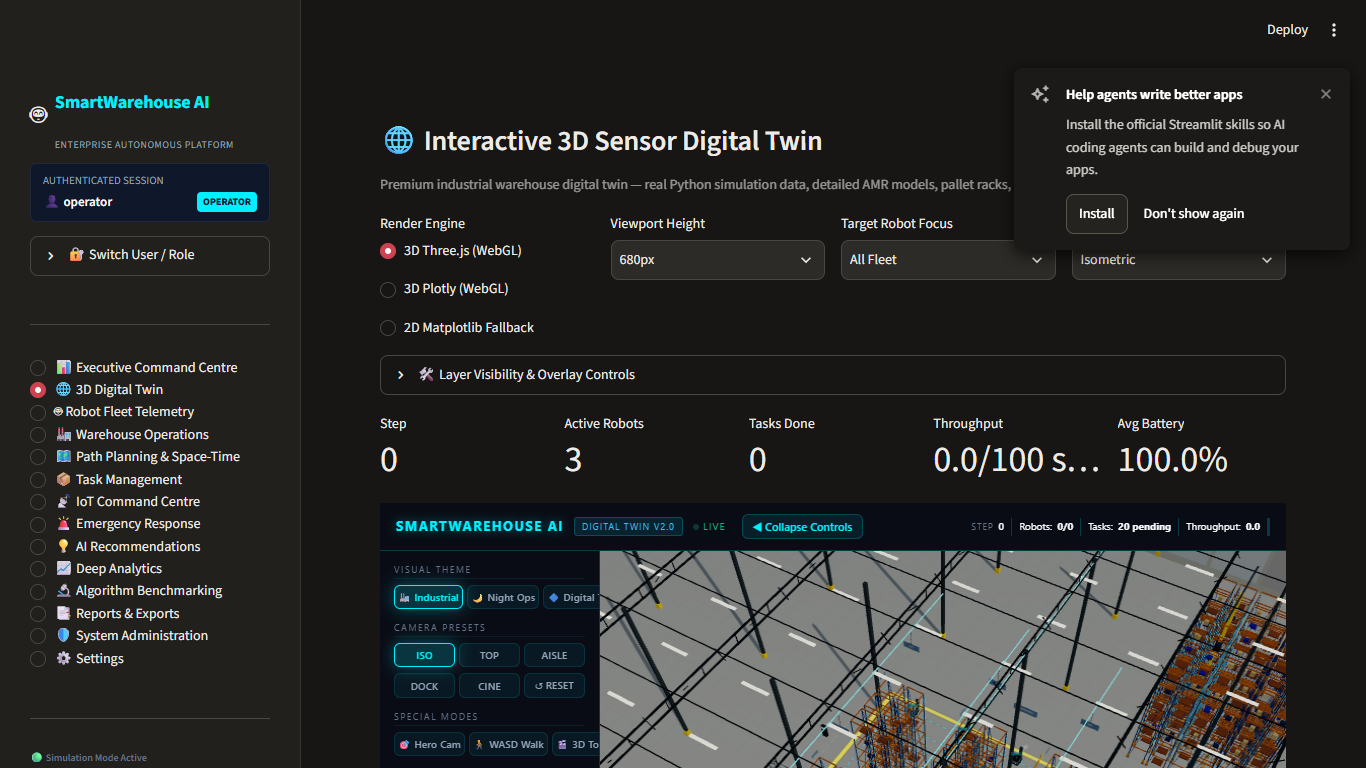 Deploy
SmartWarehouse AI
ENTERPRISE AUTONOMOUS PLATFORM
AUTHENTICATED SESSION
operator
OPERATOR
Switch User / Role
Executive Command Centre
3D Digital Twin
Robot Fleet Telemetry
Warehouse Operations
Path Planning & Space-Time
Task Management
IoT Command Centre
Emergency Response
AI Recommendations
Deep Analytics
Algorithm Benchmarking
Reports & Exports
System Administration
Settings
Simulation Mode Active
Help agents write better apps
Install the official Streamlit skills so AI
coding agents can build and debug your
apps.
Install
Don't show again
Interactive 3D Sensor Digital Twin
Premium industrial warehouse digital twin — real Python simulation data, detailed AMR models, pallet racks,
Render Engine
3D Three.js (WebGL)
3D Plotly (WebGL)
2D Matplotlib Fallback
Viewport Height
680px
Target Robot Focus
All Fleet
Isometric
Layer Visibility & Overlay Controls
Step
0
Active Robots
3
Tasks Done
0
Throughput
0.0/100 s...
Avg Battery
100.0%
SMARTWAREHOUSE AI
DIGITAL TWIN V2.0
LIVE
◀ Collapse Controls
STEP 0
Robots: 0/0
Tasks: 20 pending
Throughput: 0.0
VISUAL THEME
Industrial
Night Ops
Digital
CAMERA PRESETS
ISO
TOP
AISLE
DOCK
CINE
↺ RESET
SPECIAL MODES
Hero Cam
WASD Walk
3D To